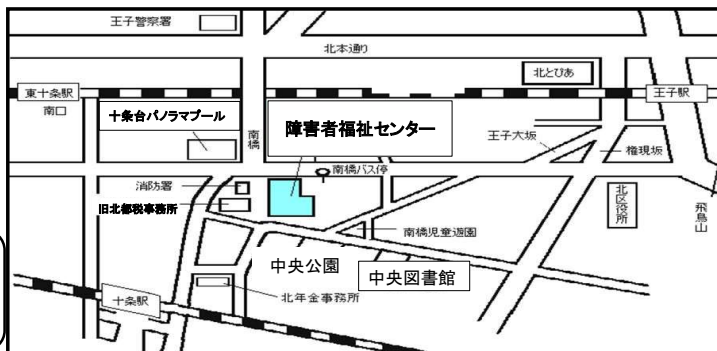 王子警察署
北本通り
北とぴあ
東十条駅
王子駅
南口
十条台パノラマプール
南橋
障害者福祉センター
王子大坂
権現坂
南橋バス停
消防署
旧北都税事務所
北区役所
飛鳥山
南橋児童遊園
中央公園
中央図書館
十条駅
北年金事務所